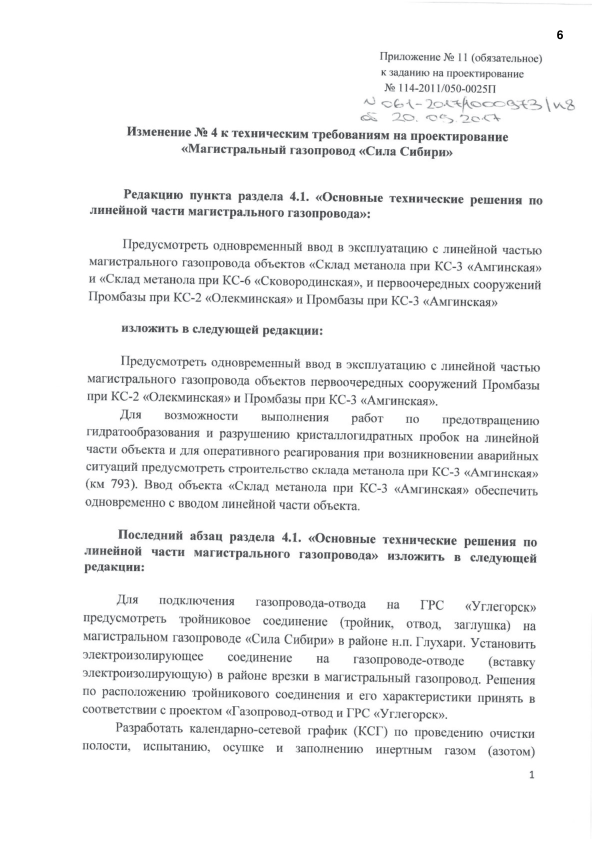 6
Приложение № 11 (обязательное)
к заданию на проектирование
№ 114-2011/050-0025П
N 061-2017/1000973/и8
от 20.09.2017
Изменение № 4 к техническим требованиям на проектирование
«Магистральный газопровод «Сила Сибири»
Редакцию пункта раздела 4.1. «Основные технические решения по
линейной части магистрального газопровода»:
Предусмотреть одновременный ввод в эксплуатацию с линейной частью
магистрального газопровода объектов «Склад метанола при КС-3 «Амгинская»
и «Склад метанола при КС-6 «Сковородинская», и первоочередных сооружений
Промбазы при КС-2 «Олекминская» и Промбазы при КС-3 «Амгинская»
изложить в следующей редакции:
Предусмотреть одновременный ввод в эксплуатацию с линейной частью
магистрального газопровода объектов первоочередных сооружений Промбазы
при КС-2 «Олекминская» и Промбазы при КС-3 «Амгинская».
Для возможности выполнения работ по предотвращению
гидратообразования и разрушению кристаллогидратных пробок на линейной
части объекта и для оперативного реагирования при возникновении аварийных
ситуаций предусмотреть строительство склада метанола при КС-3 «Амгинская»
(км 793). Ввод объекта «Склад метанола при КС-3 «Амгинская» обеспечить
одновременно с вводом линейной части объекта.
Последний абзац раздела 4.1. «Основные технические решения по
линейной части магистрального газопровода» изложить в следующей
редакции:
Для подключения газопровода-отвода на ГРС «Углегорск»
предусмотреть тройниковое соединение (тройник, отвод, заглушка) на
магистральном газопроводе «Сила Сибири» в районе н.п. Глухари. Установить
электроизолирующее соединение на газопроводе-отводе (вставку
электроизолирующую) в районе врезки в магистральный газопровод. Решения
по расположению тройникового соединения и его характеристики принять в
соответствии с проектом «Газопровод-отвод и ГРС «Углегорск».
Разработать календарно-сетевой график (КСГ) по проведению очистки
полости, испытанию, осушке и заполнению инертным газом (азотом)
1